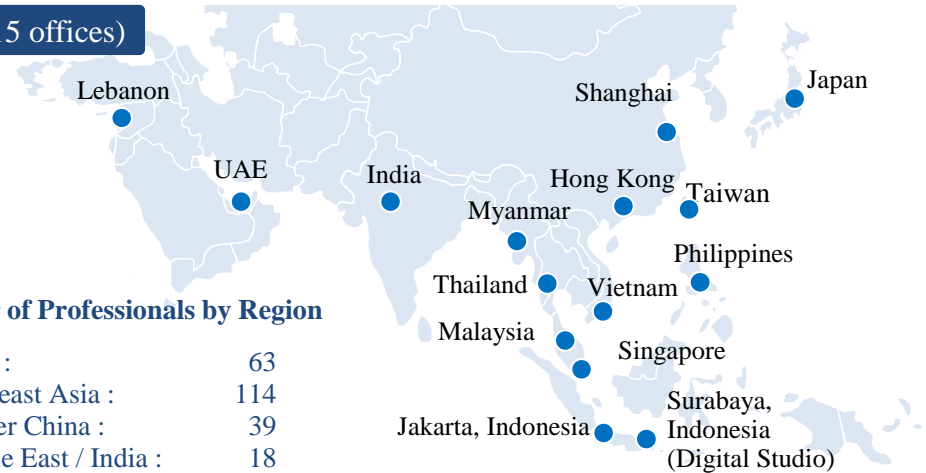 15 offices)
Lebanon
Japan
Shanghai
UAE
India
Hong Kong
Taiwan
Myanmar
Philippines
Thailand
Vietnam
of Professionals by Region
Malaysia
Singapore
: 63
east Asia : 114
er China : 39
e East / India : 18
Jakarta, Indonesia
Surabaya,
Indonesia
(Digital Studio)